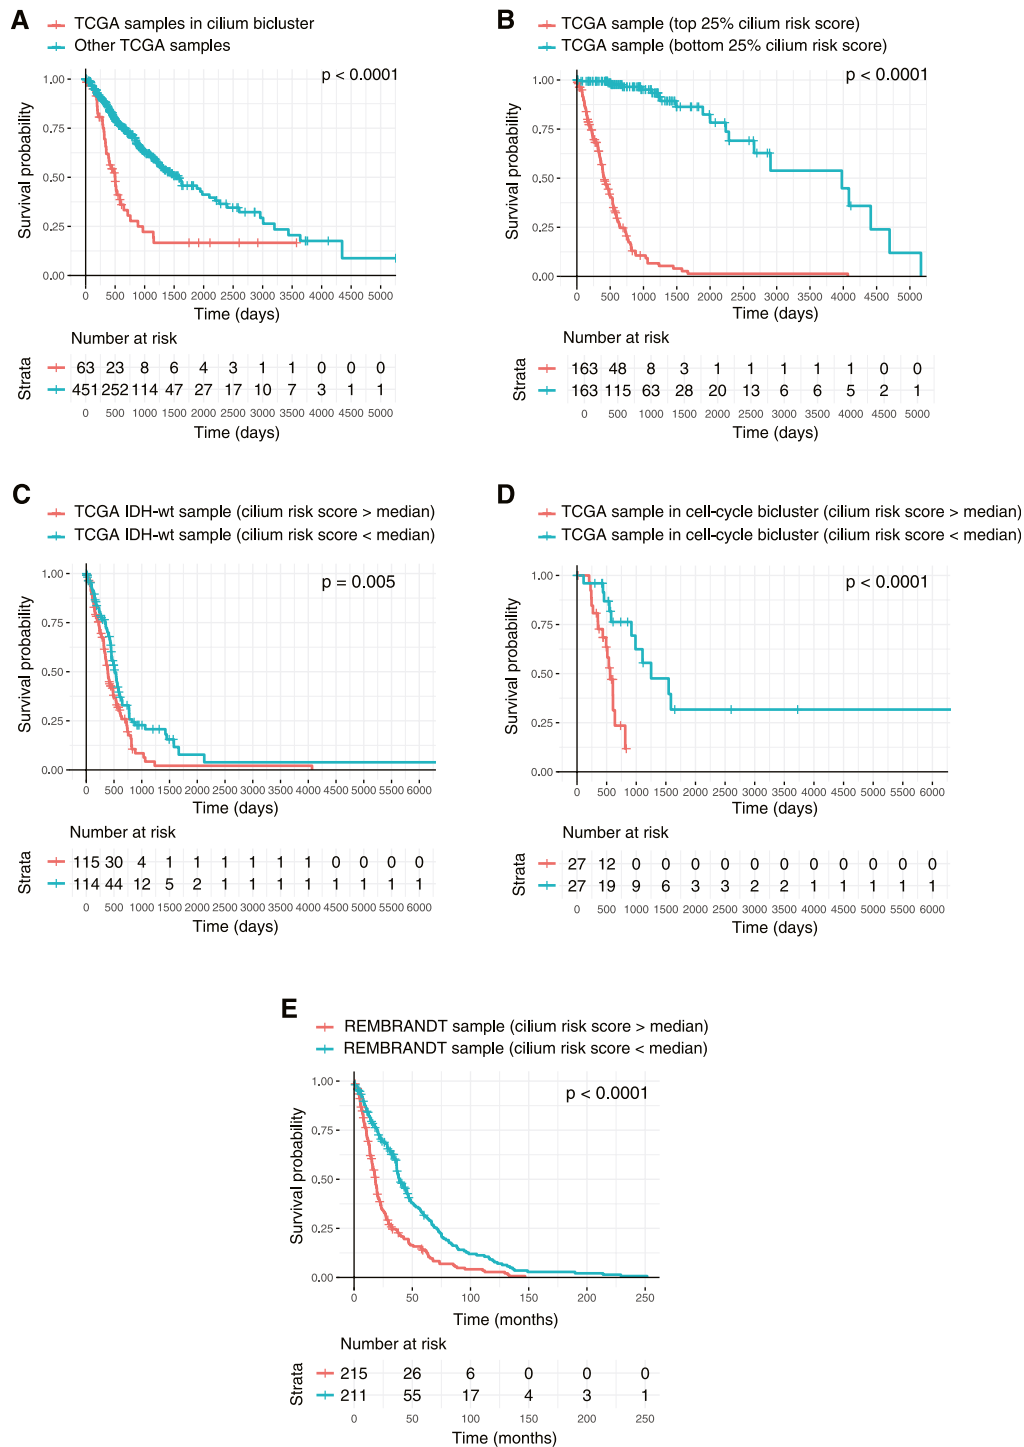 A
TCGA samples in cilium bicluster
Other TCGA samples
p < 0.0001
Survival probability
1.00
0.75
0.50
0.25
0.00
0 500 1000 1500 2000 2500 3000 3500 4000 4500 5000
Time (days)
Number at risk
Strata
63 23 8 6 4 3 1 1 0 0 0
451 252 114 47 27 17 10 7 3 1 1
0 500 1000 1500 2000 2500 3000 3500 4000 4500 5000
Time (days)
B
TCGA sample (top 25% cilium risk score)
TCGA sample (bottom 25% cilium risk score)
p < 0.0001
Survival probability
1.00
0.75
0.50
0.25
0.00
0 500 1000 1500 2000 2500 3000 3500 4000 4500 5000
Time (days)
Number at risk
Strata
163 48 8 3 1 1 1 1 1 0 0
163 115 63 28 20 13 6 6 5 2 1
0 500 1000 1500 2000 2500 3000 3500 4000 4500 5000
Time (days)
C
TCGA IDH-wt sample (cilium risk score > median)
TCGA IDH-wt sample (cilium risk score < median)
p = 0.005
Survival probability
1.00
0.75
0.50
0.25
0.00
0 500 1000 1500 2000 2500 3000 3500 4000 4500 5000 5500 6000
Time (days)
Number at risk
Strata
115 30 4 1 1 1 1 1 1 0 0 0 0
114 44 12 5 2 1 1 1 1 1 1 1 1
0 500 1000 1500 2000 2500 3000 3500 4000 4500 5000 5500 6000
Time (days)
D
TCGA sample in cell-cycle bicluster (cilium risk score > median)
TCGA sample in cell-cycle bicluster (cilium risk score < median)
p < 0.0001
Survival probability
1.00
0.75
0.50
0.25
0.00
0 500 1000 1500 2000 2500 3000 3500 4000 4500 5000 5500 6000
Time (days)
Number at risk
Strata
27 12 0 0 0 0 0 0 0 0 0 0 0
27 19 9 6 3 3 2 2 1 1 1 1 1
0 500 1000 1500 2000 2500 3000 3500 4000 4500 5000 5500 6000
Time (days)
E
REMBRANDT sample (cilium risk score > median)
REMBRANDT sample (cilium risk score < median)
p < 0.0001
Survival probability
1.00
0.75
0.50
0.25
0.00
0 50 100 150 200 250
Time (months)
Number at risk
Strata
215 26 6 0 0 0
211 55 17 4 3 1
0 50 100 150 200 250
Time (months)